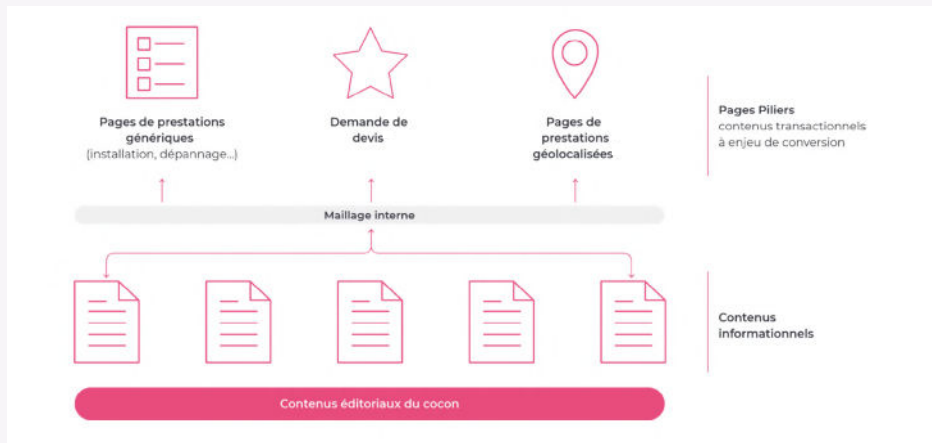 Pages de prestations
génériques
(installation, dépannage...)
Demande de
devis
Pages de
prestations
géolocalisées
Pages Piliers
contenus transactionnels
à enjeu de conversion
Maillage interne
Contenus
informationnels
Contenus éditoriaux du cocon